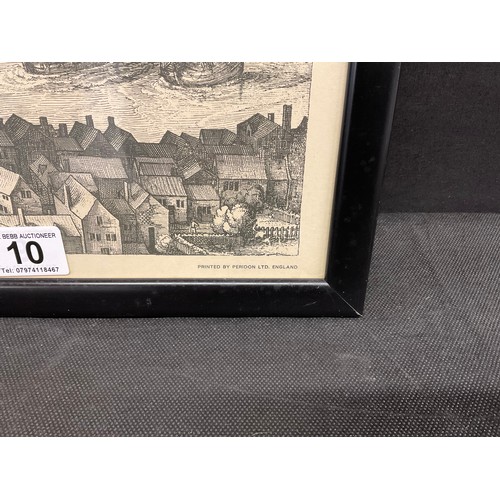 BEBB AUCTIONEER
10
Tel: 07974118467
PRINTED BY PERIDON LTD. ENGLAND